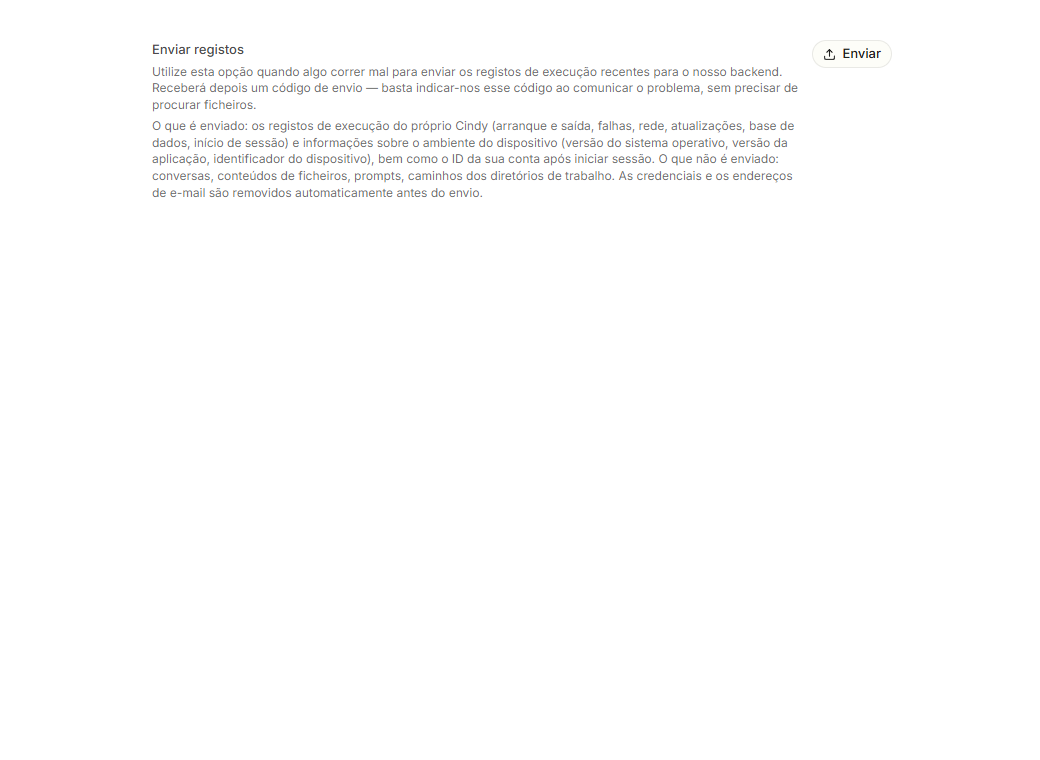 Enviar registos
Enviar
Utilize esta opção quando algo correr mal para enviar os registos de execução recentes para o nosso backend.
Receberá depois um código de envio — basta indicar-nos esse código ao comunicar o problema, sem precisar de
procurar ficheiros.
O que é enviado: os registos de execução do próprio Cindy (arranque e saída, falhas, rede, atualizações, base de
dados, início de sessão) e informações sobre o ambiente do dispositivo (versão do sistema operativo, versão da
aplicação, identificador do dispositivo), bem como o ID da sua conta após iniciar sessão. O que não é enviado:
conversas, conteúdos de ficheiros, prompts, caminhos dos diretórios de trabalho. As credenciais e os endereços
de e-mail são removidos automaticamente antes do envio.